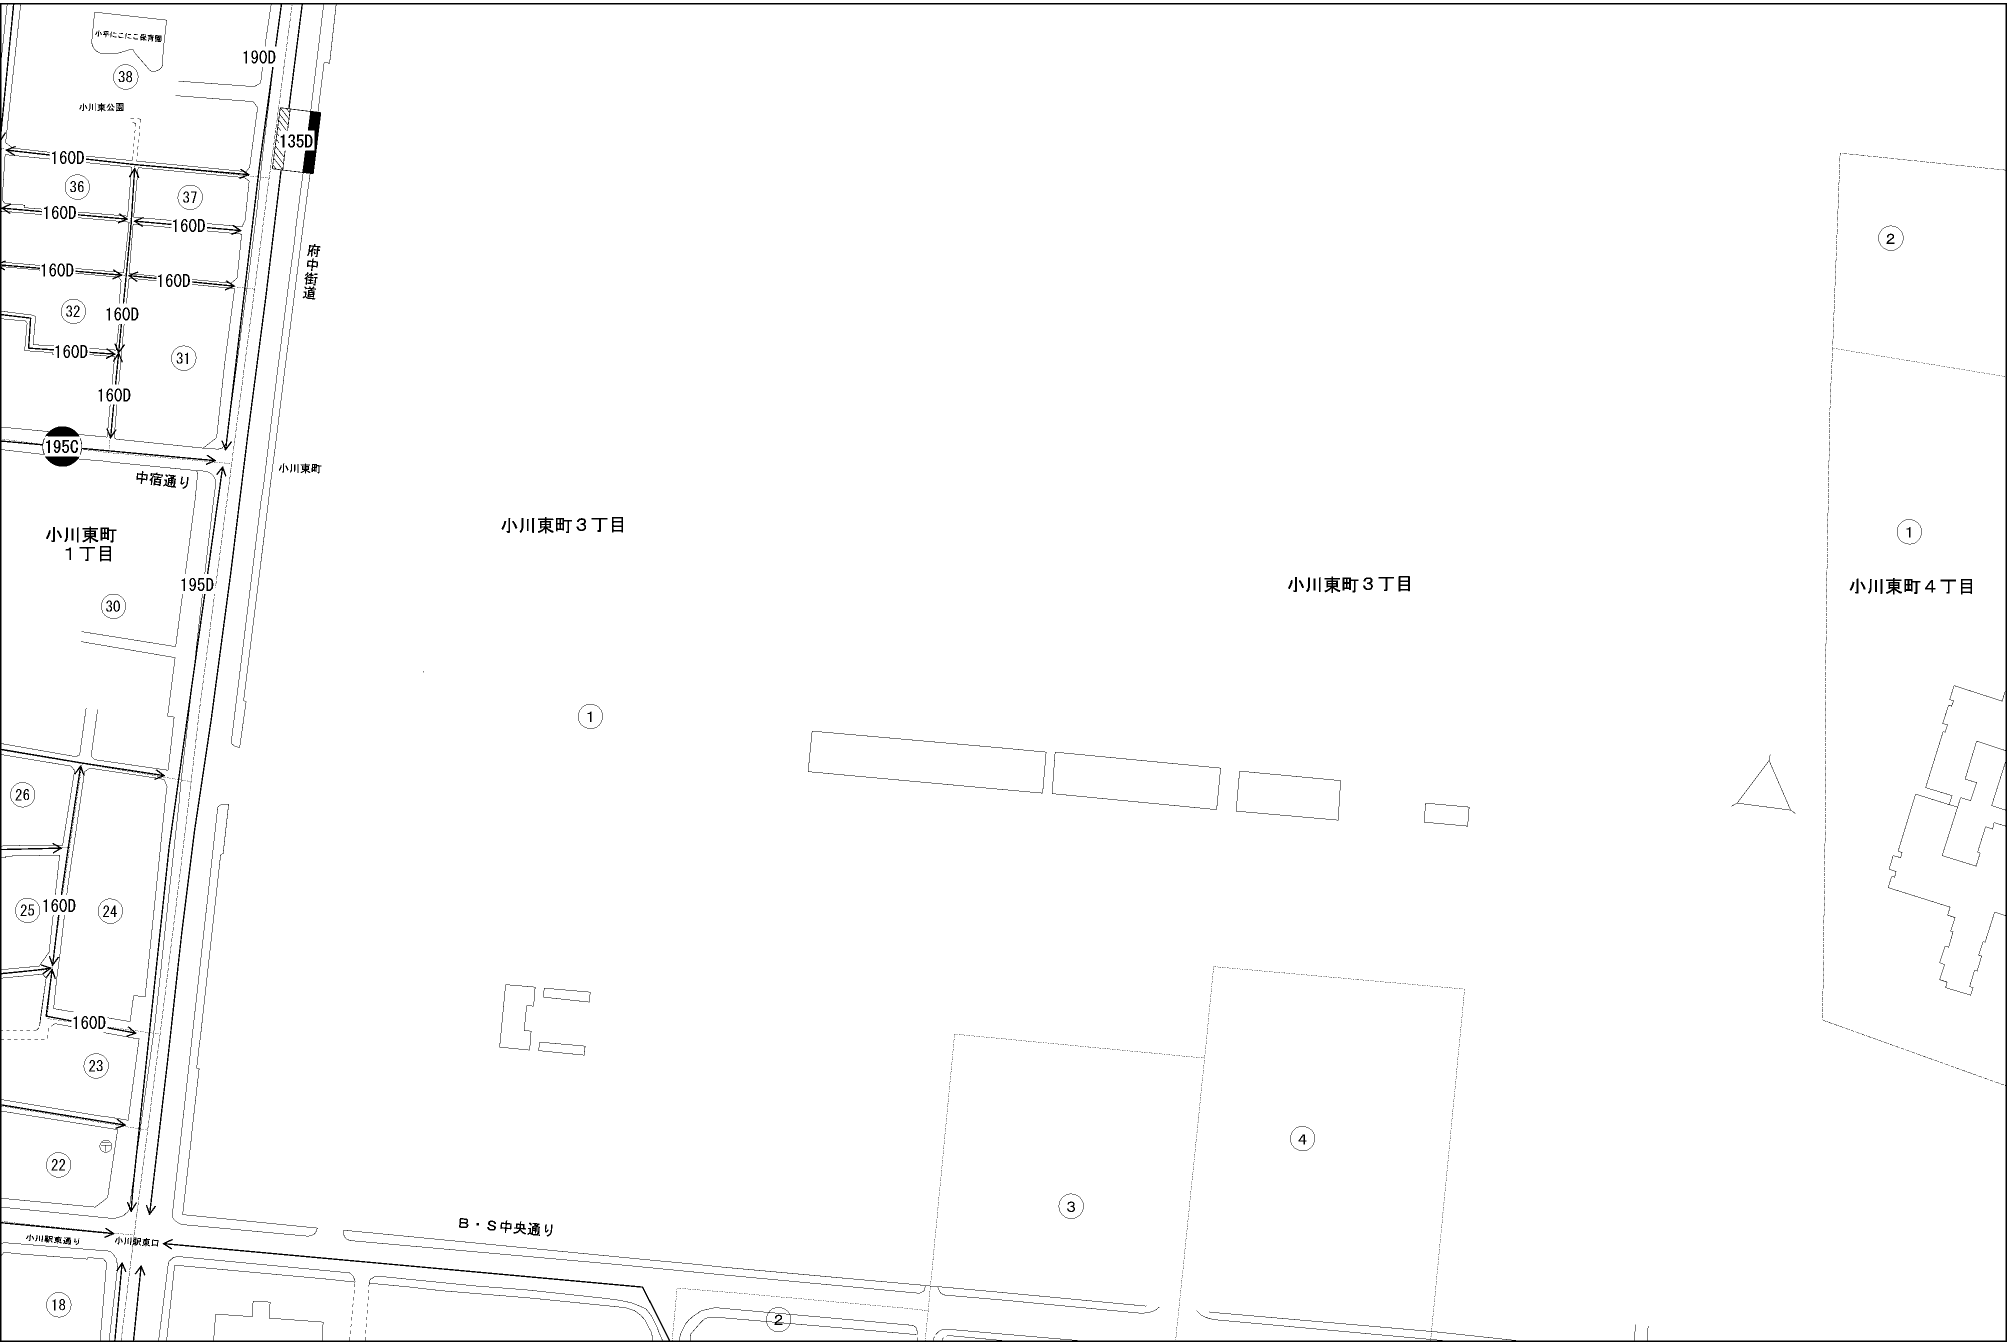 小平にこにこ保育園
190D
38
小川東公園
135D
160D
36
37
160D
160D
府中街道
2
160D
160D
32
160D
160D
31
160D
195C
中宿通り
小川東町
小川東町
1丁目
小川東町3丁目
1
195D
小川東町3丁目
小川東町4丁目
30
1
26
25
160D
24
160D
23
4
〒
22
3
B・S中央通り
小川駅東通り
小川駅東口
18
2